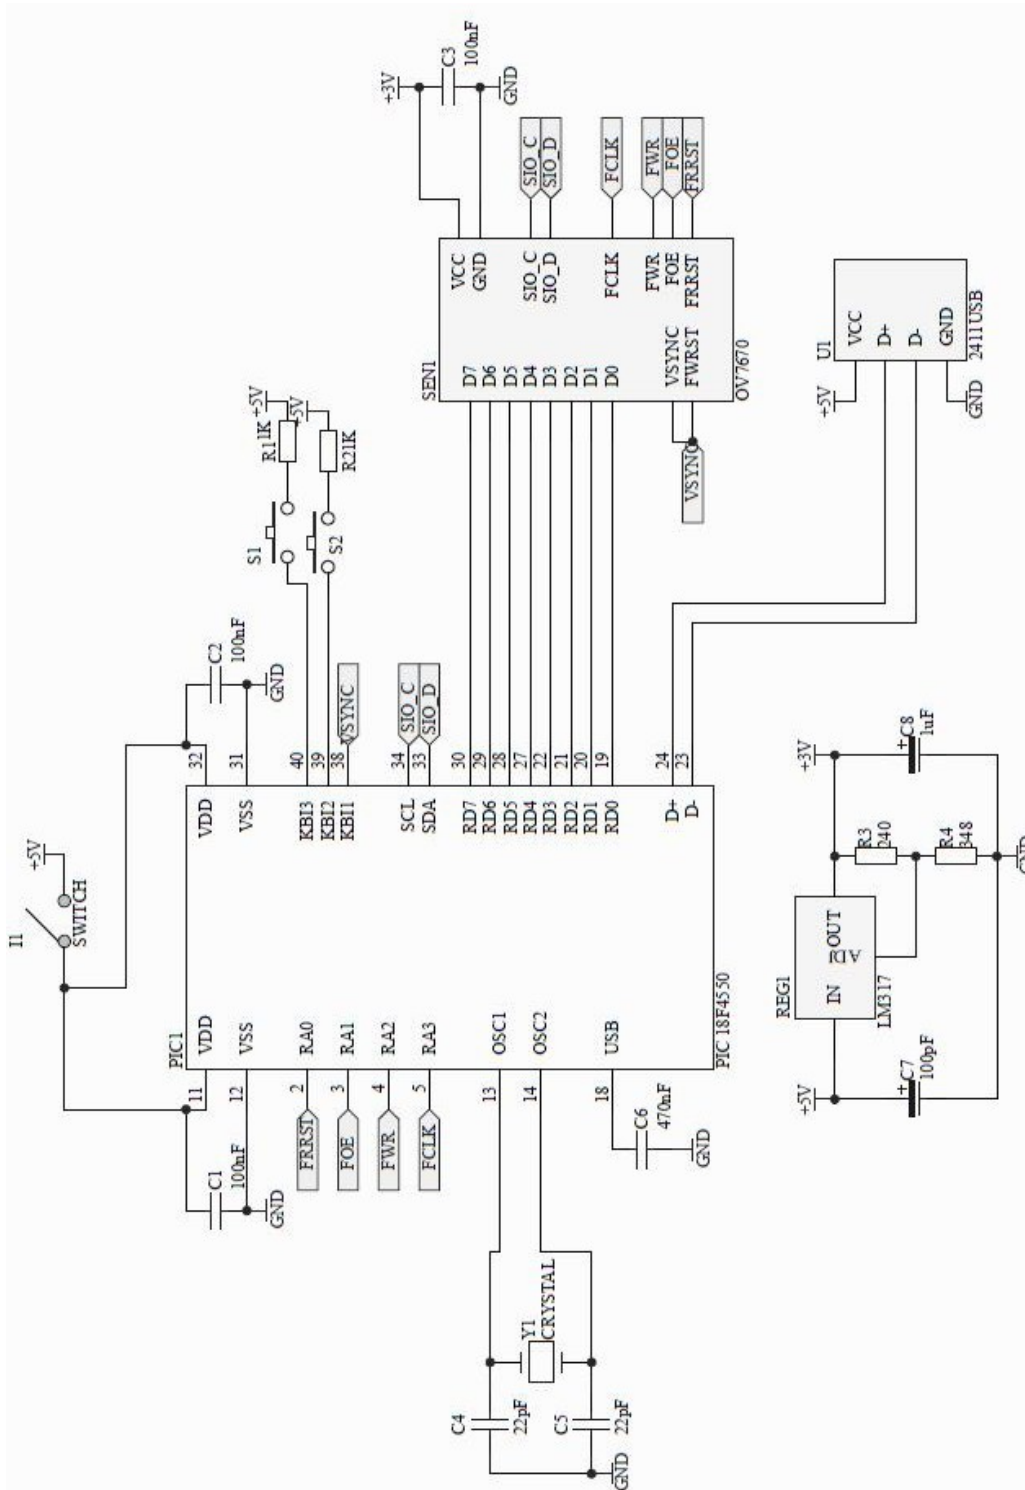 I1
SWITCH
+5V
C1
100nF
GND
C2
100nF
GND
PIC1
PIC 18F4550
11
VDD
12
VSS
2
RA0
3
RA1
4
RA2
5
RA3
13
OSC1
14
OSC2
18
USB
FRRST
FOE
FWR
FCLK
32
VDD
31
VSS
40
KBI3
39
KBI2
38
KBI1
34
SCL
33
SDA
30
RD7
29
RD6
28
RD5
27
RD4
22
RD3
21
RD2
20
RD1
19
RD0
24
D+
23
D-
VSYNC
SIO_C
SIO_D
S1
R1
1K
+5V
S2
R2
1K
+5V
C4
22pF
C5
22pF
GND
Y1
CRYSTAL
C6
470nF
GND
SEN1
OV7670
D7
D6
D5
D4
D3
D2
D1
D0
VSYNC
FWRST
VSYNC
VCC
GND
SIO_C
SIO_D
FCLK
FWR
FOE
FRRST
SIO_C
SIO_D
FCLK
FWR
FOE
FRRST
+3V
C3
100nF
GND
U1
2411USB
VCC
D+
D-
GND
+5V
GND
REG1
LM317
IN
OUT
ADJ
+5V
+
C7
100pF
R3
240
R4
348
+3V
+
C8
1uF
GND